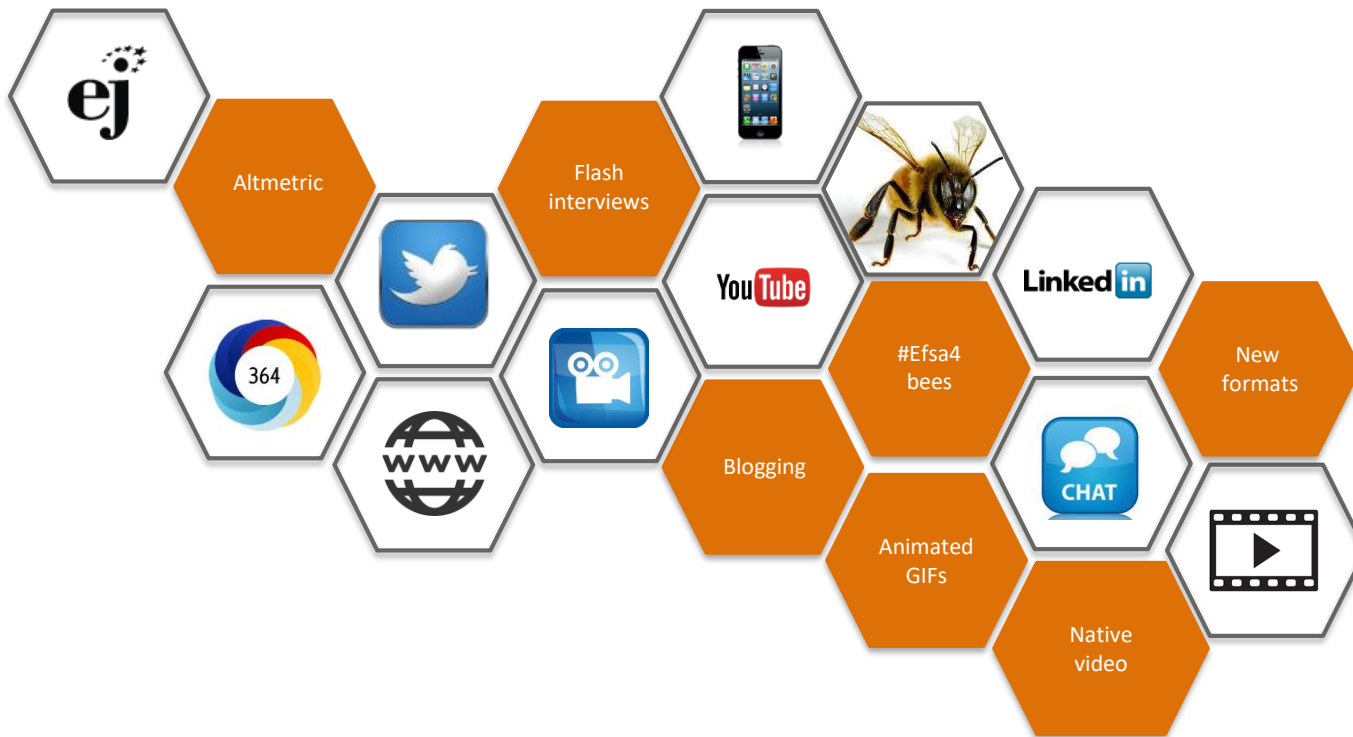 ej
Altmetric
Flash
interviews
You Tube
Linked in
364
www
#Efsa4
bees
New
formats
Blogging
CHAT
Animated
GIFs
Native
video